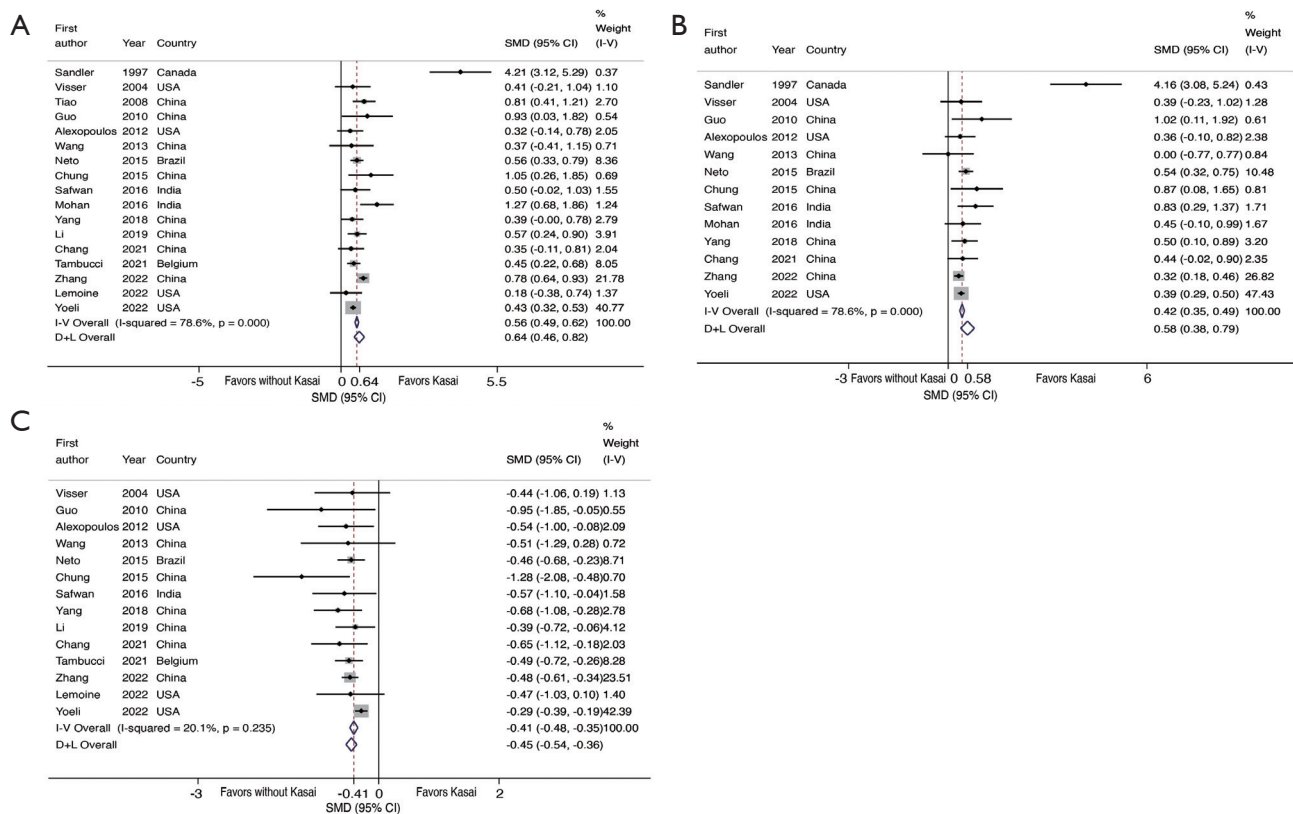 A
%
First
Weight
author Year Country SMD (95% CI) (I-V)
Sandler 1997 Canada 4.21 (3.12, 5.29) 0.37
Visser 2004 USA 0.41 (-0.21, 1.04) 1.10
Tiao 2008 China 0.81 (0.41, 1.21) 2.70
Guo 2010 China 0.93 (0.03, 1.82) 0.54
Alexopoulos 2012 USA 0.32 (-0.14, 0.78) 2.05
Wang 2013 China 0.37 (-0.41, 1.15) 0.71
Neto 2015 Brazil 0.56 (0.33, 0.79) 8.36
Chung 2015 China 1.05 (0.26, 1.85) 0.69
Safwan 2016 India 0.50 (-0.02, 1.03) 1.55
Mohan 2016 India 1.27 (0.68, 1.86) 1.24
Yang 2018 China 0.39 (-0.00, 0.78) 2.79
Li 2019 China 0.57 (0.24, 0.90) 3.91
Chang 2021 China 0.35 (-0.11, 0.81) 2.04
Tambucci 2021 Belgium 0.45 (0.22, 0.68) 8.05
Zhang 2022 China 0.78 (0.64, 0.93) 21.78
Lemoine 2022 USA 0.18 (-0.38, 0.74) 1.37
Yoeli 2022 USA 0.43 (0.32, 0.53) 40.77
I-V Overall (I-squared = 78.6%, p = 0.000) 0.56 (0.49, 0.62) 100.00
D+L Overall 0.64 (0.46, 0.82)
-5 Favors without Kasai 0 0.64 Favors Kasai 5.5
SMD (95% CI)
B
%
First
Weight
author Year Country SMD (95% CI) (I-V)
Sandler 1997 Canada 4.16 (3.08, 5.24) 0.43
Visser 2004 USA 0.39 (-0.23, 1.02) 1.28
Guo 2010 China 1.02 (0.11, 1.92) 0.61
Alexopoulos 2012 USA 0.36 (-0.10, 0.82) 2.38
Wang 2013 China 0.00 (-0.77, 0.77) 0.84
Neto 2015 Brazil 0.54 (0.32, 0.75) 10.48
Chung 2015 China 0.87 (0.08, 1.65) 0.81
Safwan 2016 India 0.83 (0.29, 1.37) 1.71
Mohan 2016 India 0.45 (-0.10, 0.99) 1.67
Yang 2018 China 0.50 (0.10, 0.89) 3.20
Chang 2021 China 0.44 (-0.02, 0.90) 2.35
Zhang 2022 China 0.32 (0.18, 0.46) 26.82
Yoeli 2022 USA 0.39 (0.29, 0.50) 47.43
I-V Overall (I-squared = 78.6%, p = 0.000) 0.42 (0.35, 0.49) 100.00
D+L Overall 0.58 (0.38, 0.79)
-3 Favors without Kasai 0 0.58 Favors Kasai 6
SMD (95% CI)
C
%
First
Weight
author Year Country SMD (95% CI) (I-V)
Visser 2004 USA -0.44 (-1.06, 0.19) 1.13
Guo 2010 China -0.95 (-1.85, -0.05) 0.55
Alexopoulos 2012 USA -0.54 (-1.00, -0.08) 2.09
Wang 2013 China -0.51 (-1.29, 0.28) 0.72
Neto 2015 Brazil -0.46 (-0.68, -0.23) 8.71
Chung 2015 China -1.28 (-2.08, -0.48) 0.70
Safwan 2016 India -0.57 (-1.10, -0.04) 1.58
Yang 2018 China -0.68 (-1.08, -0.28) 2.78
Li 2019 China -0.39 (-0.72, -0.06) 4.12
Chang 2021 China -0.65 (-1.12, -0.18) 2.03
Tambucci 2021 Belgium -0.49 (-0.72, -0.26) 8.28
Zhang 2022 China -0.48 (-0.61, -0.34) 23.51
Lemoine 2022 USA -0.47 (-1.03, 0.10) 1.40
Yoeli 2022 USA -0.29 (-0.39, -0.19) 42.39
I-V Overall (I-squared = 20.1%, p = 0.235) -0.41 (-0.48, -0.35) 100.00
D+L Overall -0.45 (-0.54, -0.36)
-3 Favors without Kasai -0.41 0 Favors Kasai 2
SMD (95% CI)